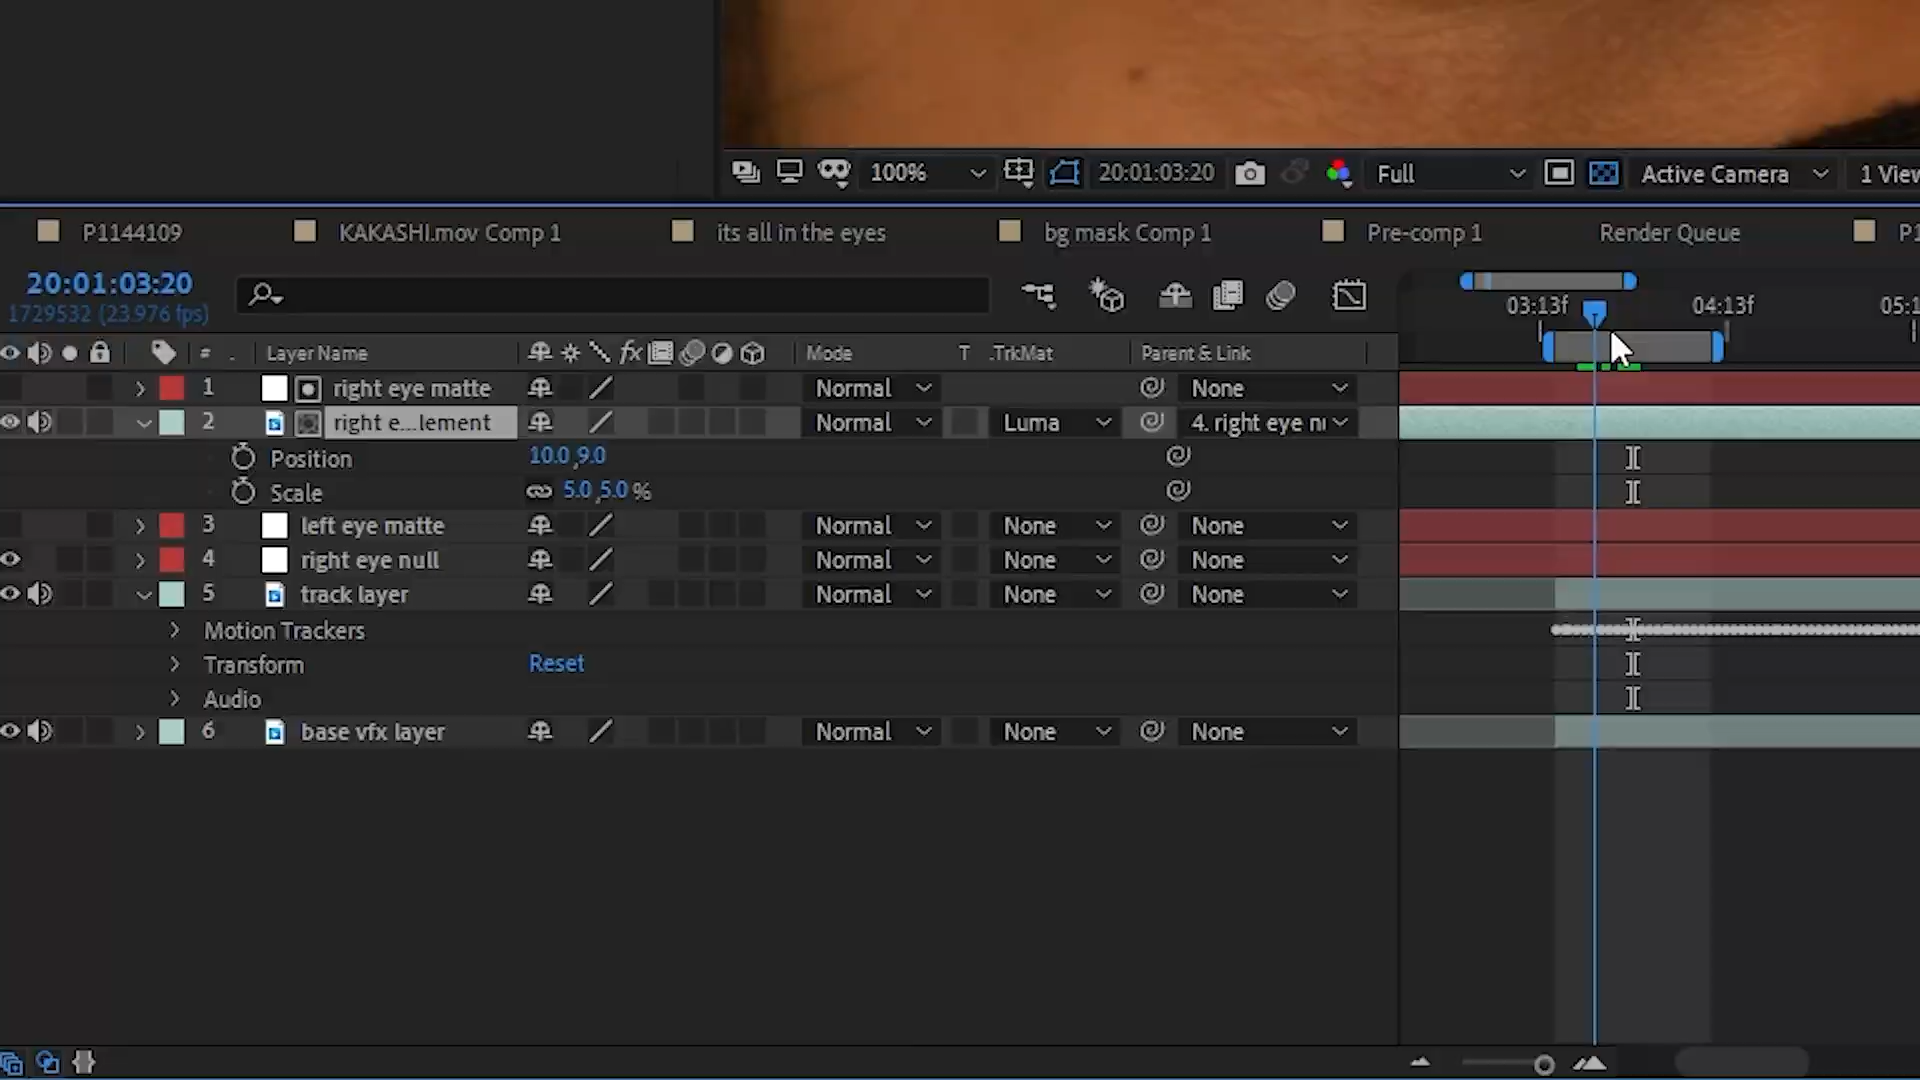 100%
20:01:03:20
Full
Active Camera
1 View
P1144109
KAKASHI.mov Comp 1
its all in the eyes
bg mask Comp 1
Pre-comp 1
Render Queue
P1
20:01:03:20
1729532 (23.976 fps)
03:13f
04:13f
05:1
#
.
Layer Name
fx
Mode
T
.TrkMat
Parent & Link
1
right eye matte
Normal
None
2
right e...lement
Normal
Luma
4. right eye nu
Position
10.0,9.0
Scale
5.0,5.0%
3
left eye matte
Normal
None
None
4
right eye null
Normal
None
None
5
track layer
Normal
None
None
Motion Trackers
Transform
Reset
Audio
6
base vfx layer
Normal
None
None